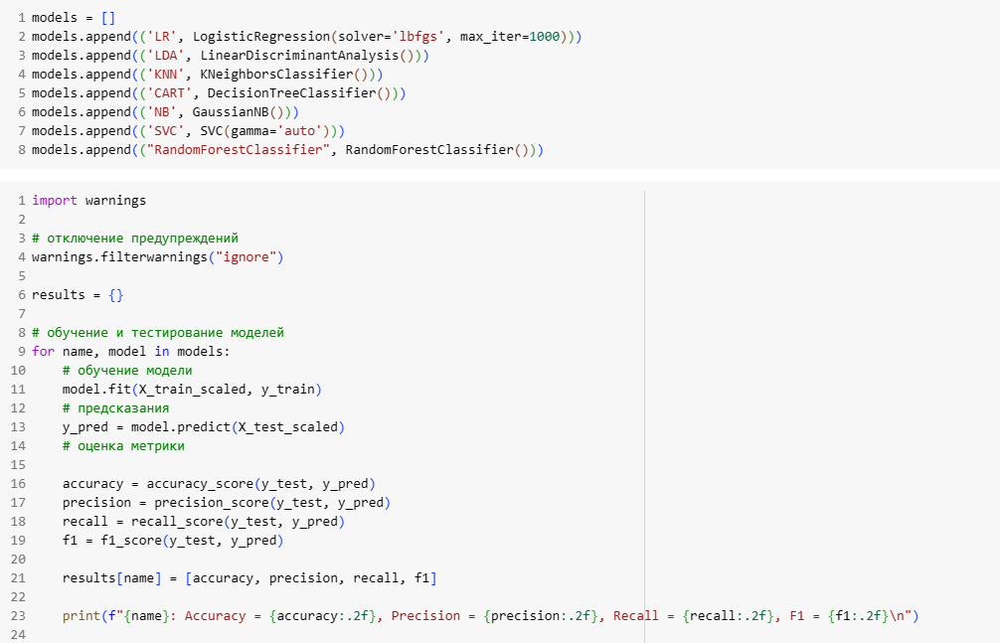 1 models = []
2 models.append(('LR', LogisticRegression(solver='lbfgs', max_iter=1000)))
3 models.append(('LDA', LinearDiscriminantAnalysis()))
4 models.append(('KNN', KNeighborsClassifier()))
5 models.append(('CART', DecisionTreeClassifier()))
6 models.append(('NB', GaussianNB()))
7 models.append(('SVC', SVC(gamma='auto')))
8 models.append(("RandomForestClassifier", RandomForestClassifier()))
1 import warnings
2
3 # отключение предупреждений
4 warnings.filterwarnings("ignore")
5
6 results = {}
7
8 # обучение и тестирование моделей
9 for name, model in models:
10     # обучение модели
11     model.fit(X_train_scaled, y_train)
12     # предсказания
13     y_pred = model.predict(X_test_scaled)
14     # оценка метрики
15
16     accuracy = accuracy_score(y_test, y_pred)
17     precision = precision_score(y_test, y_pred)
18     recall = recall_score(y_test, y_pred)
19     f1 = f1_score(y_test, y_pred)
20
21     results[name] = [accuracy, precision, recall, f1]
22
23     print(f"{name}: Accuracy = {accuracy:.2f}, Precision = {precision:.2f}, Recall = {recall:.2f}, F1 = {f1:.2f}\n")
24